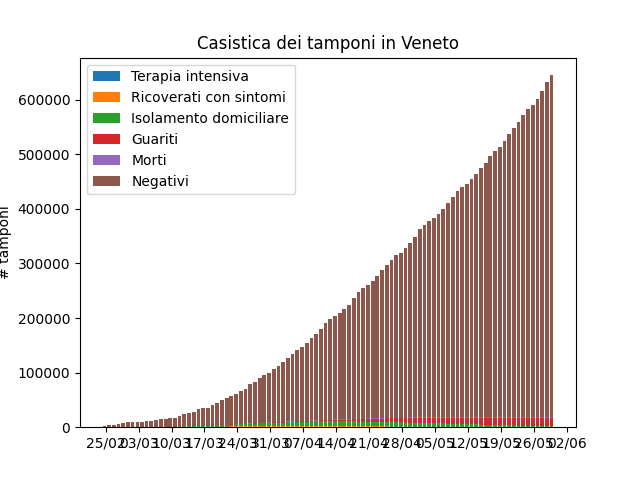 Casistica dei tamponi in Veneto
Terapia intensiva
Ricoverati con sintomi
Isolamento domiciliare
Guariti
Morti
Negativi
# tamponi
600000
500000
400000
300000
200000
100000
0
25/02 03/03 10/03 17/03 24/03 31/03 07/04 14/04 21/04 28/04 05/05 12/05 19/05 26/05 02/06